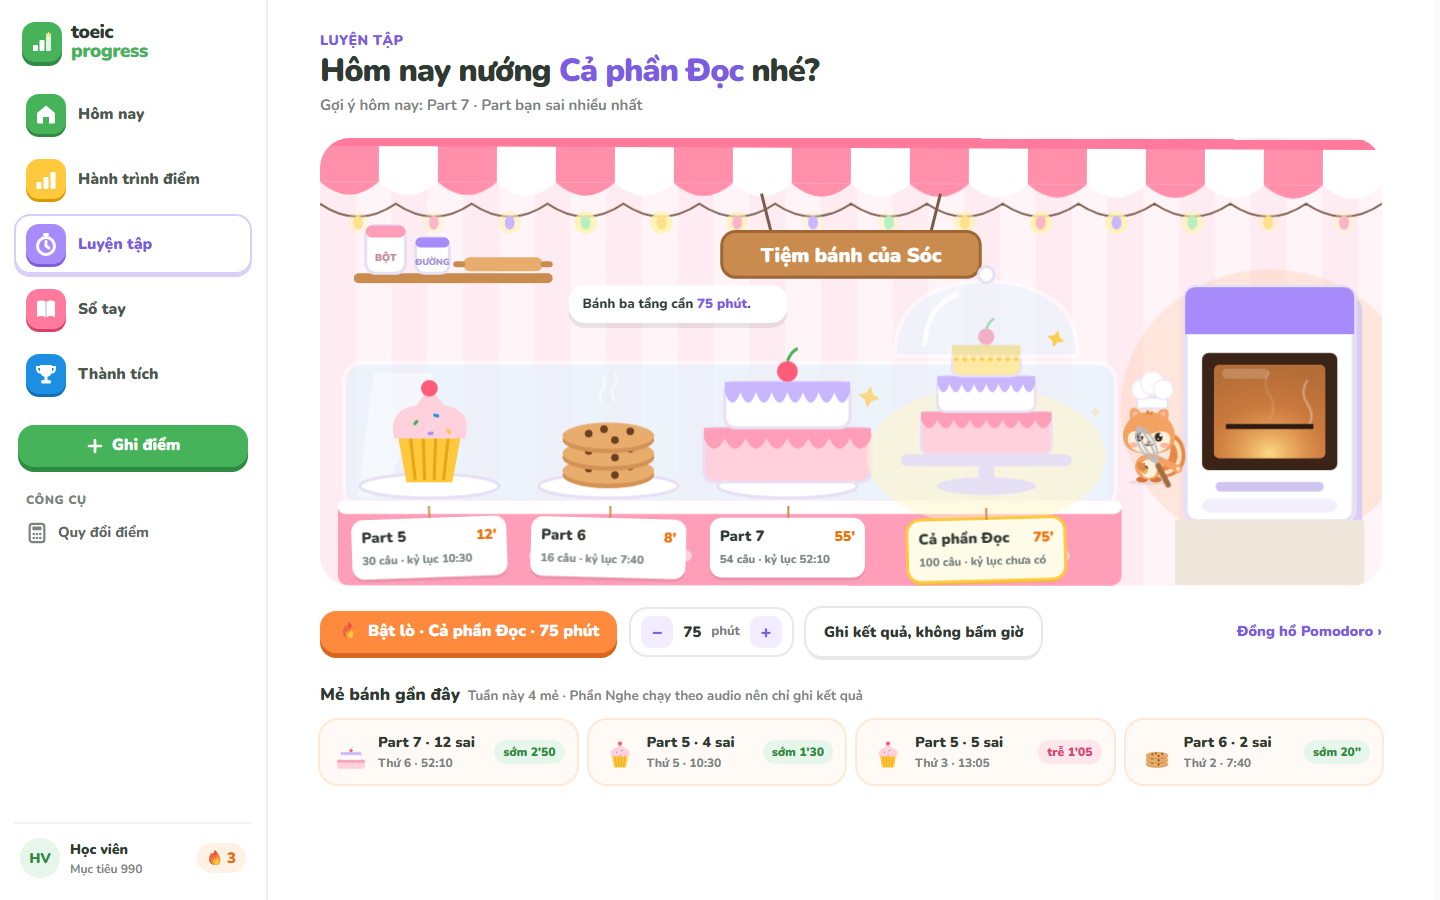 toeic
progress
Hôm nay
Hành trình điểm
Luyện tập
Sổ tay
Thành tích
+ Ghi điểm
CÔNG CỤ
Quy đổi điểm
HV
Học viên
Mục tiêu 990
3
LUYỆN TẬP
Hôm nay nướng Cả phần Đọc nhé?
Gợi ý hôm nay: Part 7 · Part bạn sai nhiều nhất
BỘT
ĐƯỜNG
Tiệm bánh của Sóc
Bánh ba tầng cần 75 phút.
Part 5 12'
30 câu · kỷ lục 10:30
Part 6 8'
16 câu · kỷ lục 7:40
Part 7 55'
54 câu · kỷ lục 52:10
Cả phần Đọc 75'
100 câu · kỷ lục chưa có
Bật lò · Cả phần Đọc · 75 phút
− 75 phút +
Ghi kết quả, không bấm giờ
Đồng hồ Pomodoro ›
Mẻ bánh gần đây Tuần này 4 mẻ · Phần Nghe chạy theo audio nên chỉ ghi kết quả
Part 7 · 12 sai
Thứ 6 · 52:10
sớm 2'50
Part 5 · 4 sai
Thứ 5 · 10:30
sớm 1'30
Part 5 · 5 sai
Thứ 3 · 13:05
trễ 1'05
Part 6 · 2 sai
Thứ 2 · 7:40
sớm 20"